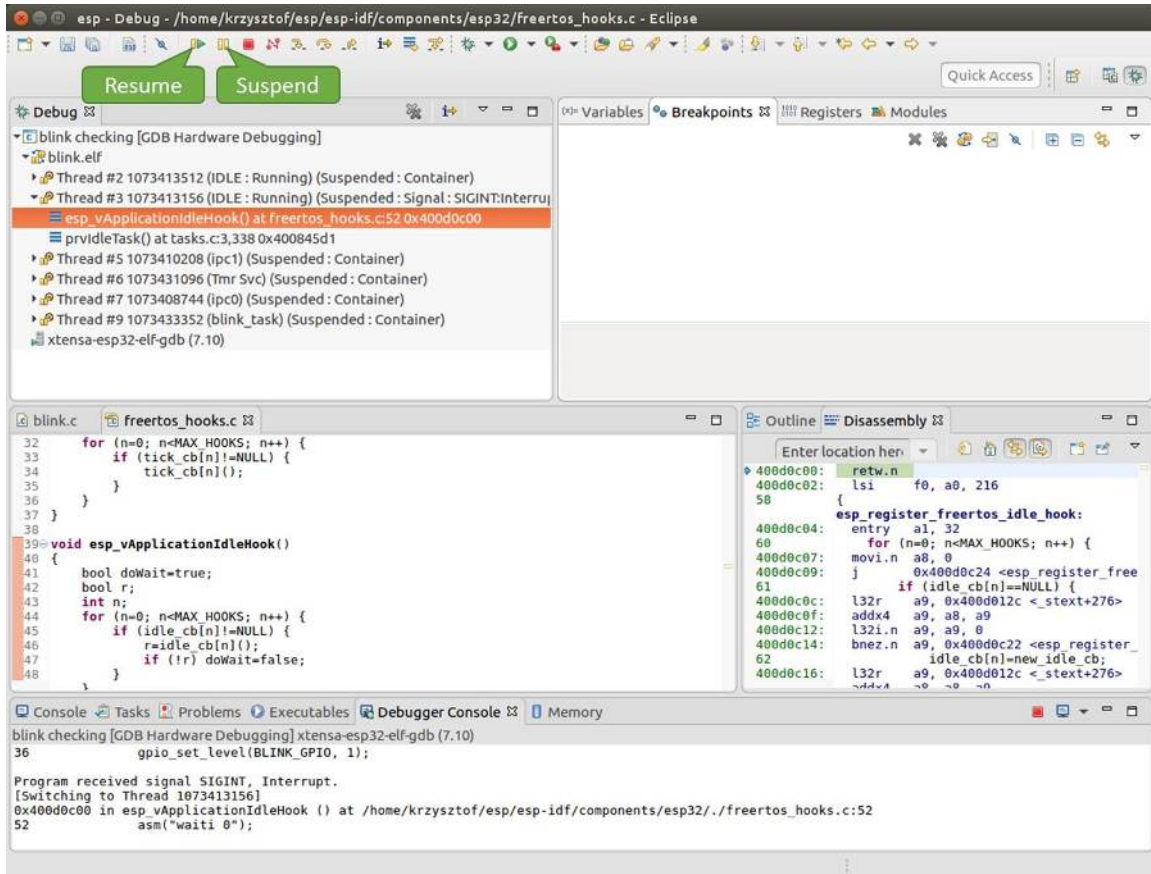 esp - Debug - /home/krzysztof/esp/esp-idf/components/esp32/freertos_hooks.c - Eclipse
Resume
Suspend
Quick Access
Debug
blink checking [GDB Hardware Debugging]
blink.elf
Thread #2 1073413512 (IDLE : Running) (Suspended : Container)
Thread #3 1073413156 (IDLE : Running) (Suspended : Signal : SIGINT:Interru
esp_vApplicationIdleHook() at freertos_hooks.c:52 0x400d0c00
prvIdleTask() at tasks.c:3,338 0x400845d1
Thread #5 1073410208 (ipc1) (Suspended : Container)
Thread #6 1073431096 (Tmr Svc) (Suspended : Container)
Thread #7 1073408744 (ipc0) (Suspended : Container)
Thread #9 1073433352 (blink_task) (Suspended : Container)
xtensa-esp32-elf-gdb (7.10)
(x)= Variables Breakpoints Registers Modules
blink.c freertos_hooks.c
32 for (n=0; n<MAX_HOOKS; n++) {
33 if (tick_cb[n]!=NULL) {
34 tick_cb[n]();
35 }
36 }
37 }
38
39 void esp_vApplicationIdleHook()
40 {
41 bool doWait=true;
42 bool r;
43 int n;
44 for (n=0; n<MAX_HOOKS; n++) {
45 if (idle_cb[n]!=NULL) {
46 r=idle_cb[n]();
47 if (!r) doWait=false;
48 }
Outline Disassembly
Enter location her
400d0c00: retw.n
400d0c02: lsi f0, a0, 216
58 {
esp_register_freertos_idle_hook:
400d0c04: entry a1, 32
60 for (n=0; n<MAX_HOOKS; n++) {
400d0c07: movi.n a8, 0
400d0c09: j 0x400d0c24 <esp_register_free
61 if (idle_cb[n]==NULL) {
400d0c0c: l32r a9, 0x400d012c <_stext+276>
400d0c0f: addx4 a9, a8, a9
400d0c12: l32i.n a9, a9, 0
400d0c14: bnez.n a9, 0x400d0c22 <esp_register_
62 idle_cb[n]=new_idle_cb;
400d0c16: l32r a9, 0x400d012c <_stext+276>
addx4 a8, a8, a9
Console Tasks Problems Executables Debugger Console Memory
blink checking [GDB Hardware Debugging] xtensa-esp32-elf-gdb (7.10)
36 gpio_set_level(BLINK_GPIO, 1);
Program received signal SIGINT, Interrupt.
[Switching to Thread 1073413156]
0x400d0c00 in esp_vApplicationIdleHook () at /home/krzysztof/esp/esp-idf/components/esp32/./freertos_hooks.c:52
52 asm("waiti 0");